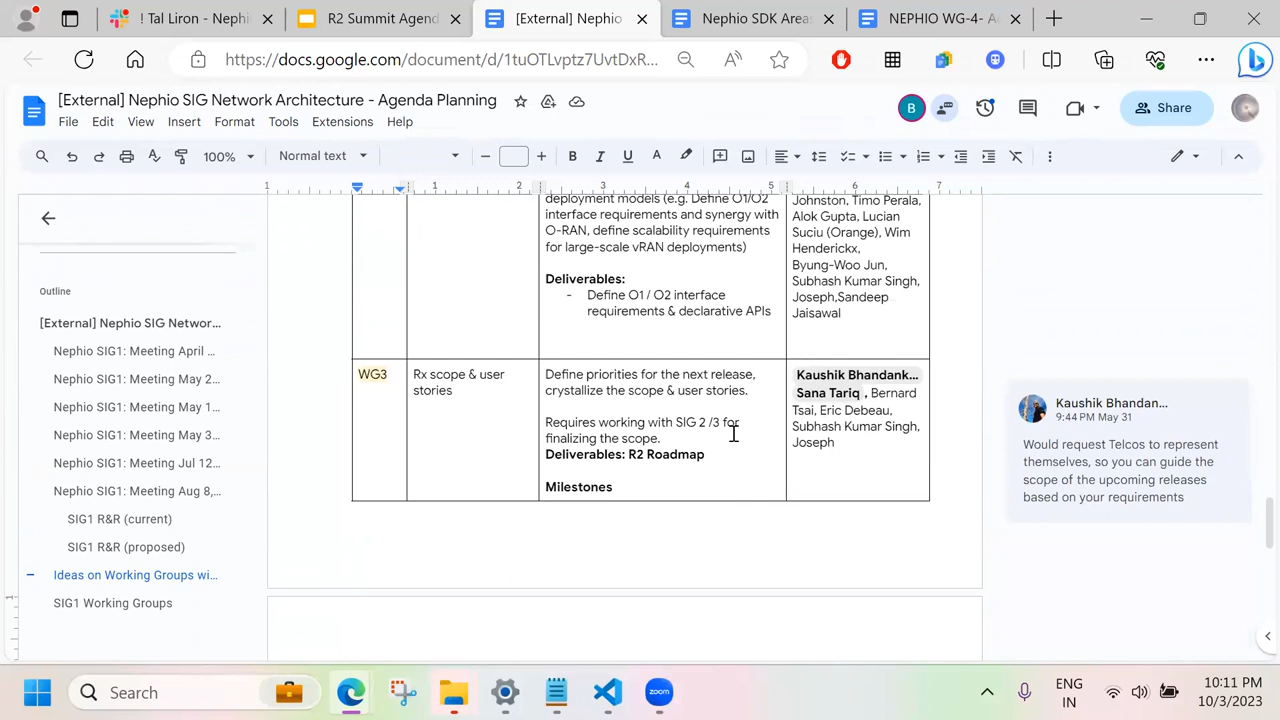 ! Tal Liron - Nephi
R2 Summit Agend
[External] Nephio
Nephio SDK Areas
NEPHIO WG-4- A
https://docs.google.com/document/d/1tuOTLvptz7UvtDxR...
[External] Nephio SIG Network Architecture - Agenda Planning
File Edit View Insert Format Tools Extensions Help
B
Share
100%
Normal text
B I U A
1 1 2 3 4 5 6 7
Outline
[External] Nephio SIG Networ...
Nephio SIG1: Meeting April ...
Nephio SIG1: Meeting May 2...
Nephio SIG1: Meeting May 1...
Nephio SIG1: Meeting May 3...
Nephio SIG1: Meeting Jul 12...
Nephio SIG1: Meeting Aug 8,...
SIG1 R&R (current)
SIG1 R&R (proposed)
Ideas on Working Groups wi...
SIG1 Working Groups
deployment models (e.g. Define O1/O2
interface requirements and synergy with
O-RAN, define scalability requirements
for large-scale vRAN deployments)
Deliverables:
- Define O1 / O2 interface
requirements & declarative APIs
Johnston, Timo Perala,
Alok Gupta, Lucian
Suciu (Orange), Wim
Henderickx,
Byung-Woo Jun,
Subhash Kumar Singh,
Joseph,Sandeep
Jaisawal
WG3
Rx scope & user
stories
Define priorities for the next release,
crystallize the scope & user stories.
Requires working with SIG 2 /3 for
finalizing the scope.
Deliverables: R2 Roadmap
Milestones
Kaushik Bhandank...
Sana Tariq , Bernard
Tsai, Eric Debeau,
Subhash Kumar Singh,
Joseph
Kaushik Bhandan...
9:44 PM May 31
Would request Telcos to represent
themselves, so you can guide the
scope of the upcoming releases
based on your requirements
Search
zoom
ENG
IN
10:11 PM
10/3/2023